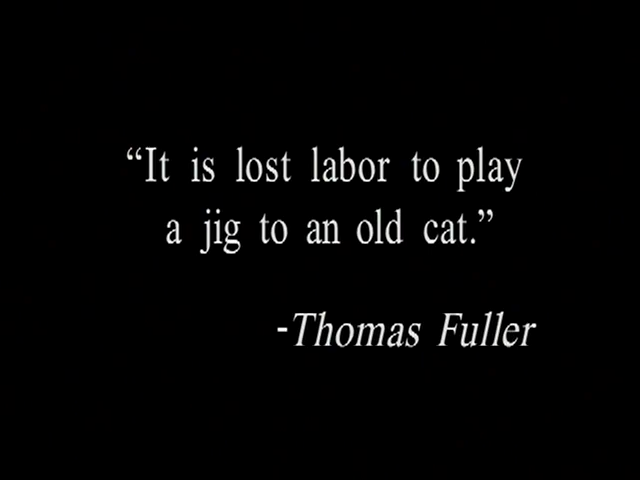 “It is lost labor to play
a jig to an old cat.”
-Thomas Fuller